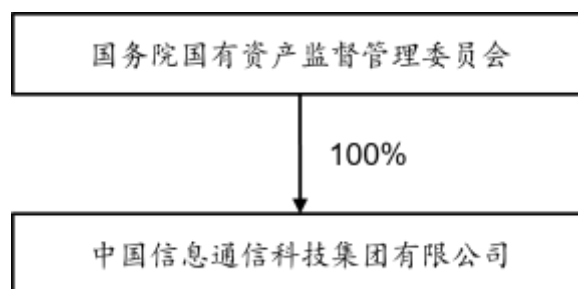 国务院国有资产监督管理委员会
100%
中国信息通信科技集团有限公司